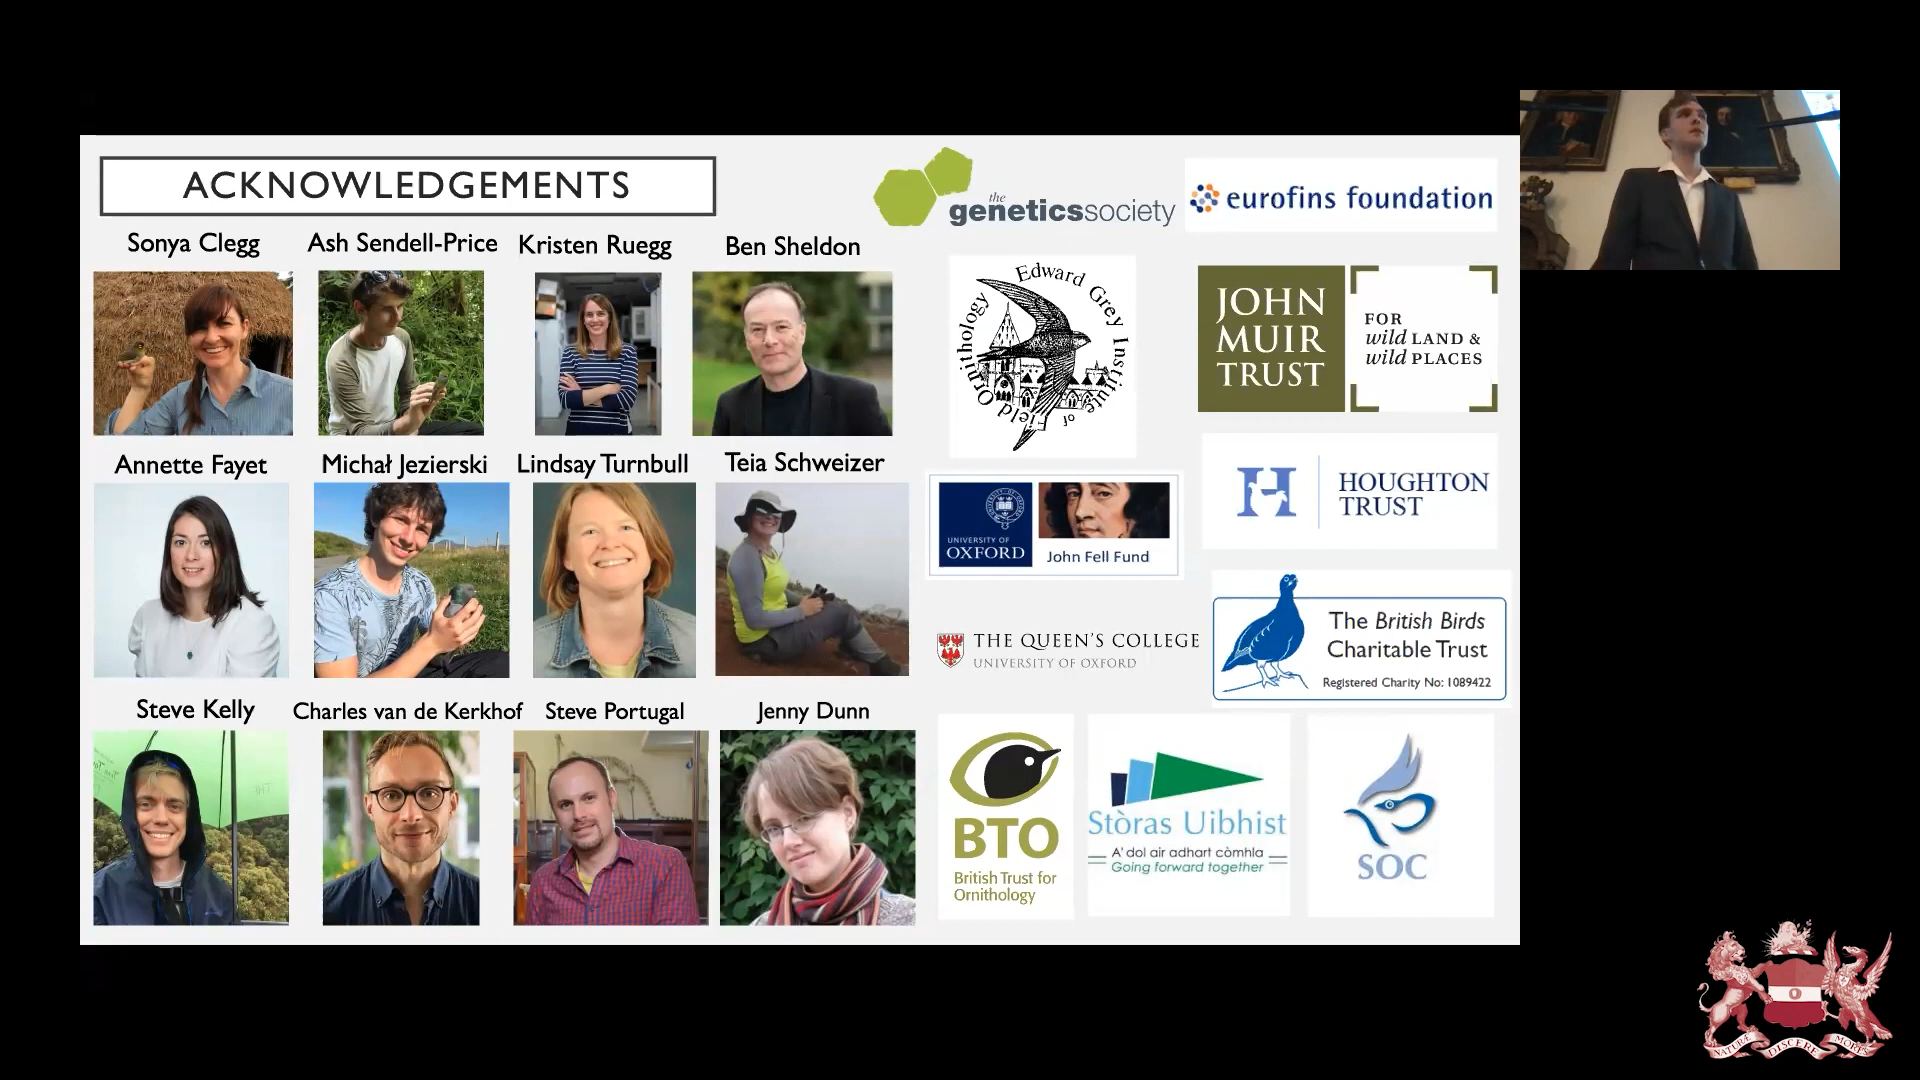 ACKNOWLEDGEMENTS
the
geneticssociety
eurofins foundation
Sonya Clegg
Ash Sendell-Price
Kristen Ruegg
Ben Sheldon
Edward Grey Institute of Field Ornithology
JOHN
MUIR
TRUST
FOR
wild LAND &
wild PLACES
Annette Fayet
Michał Jezierski
Lindsay Turnbull
Teia Schweizer
HOUGHTON
TRUST
UNIVERSITY OF
OXFORD
John Fell Fund
THE QUEEN'S COLLEGE
UNIVERSITY OF OXFORD
The British Birds
Charitable Trust
Registered Charity No: 1089422
Steve Kelly
Charles van de Kerkhof
Steve Portugal
Jenny Dunn
BTO
British Trust for
Ornithology
Stòras Uibhist
A' dol air adhart còmhla
Going forward together
SOC
NATURÆ DISCERE MORES